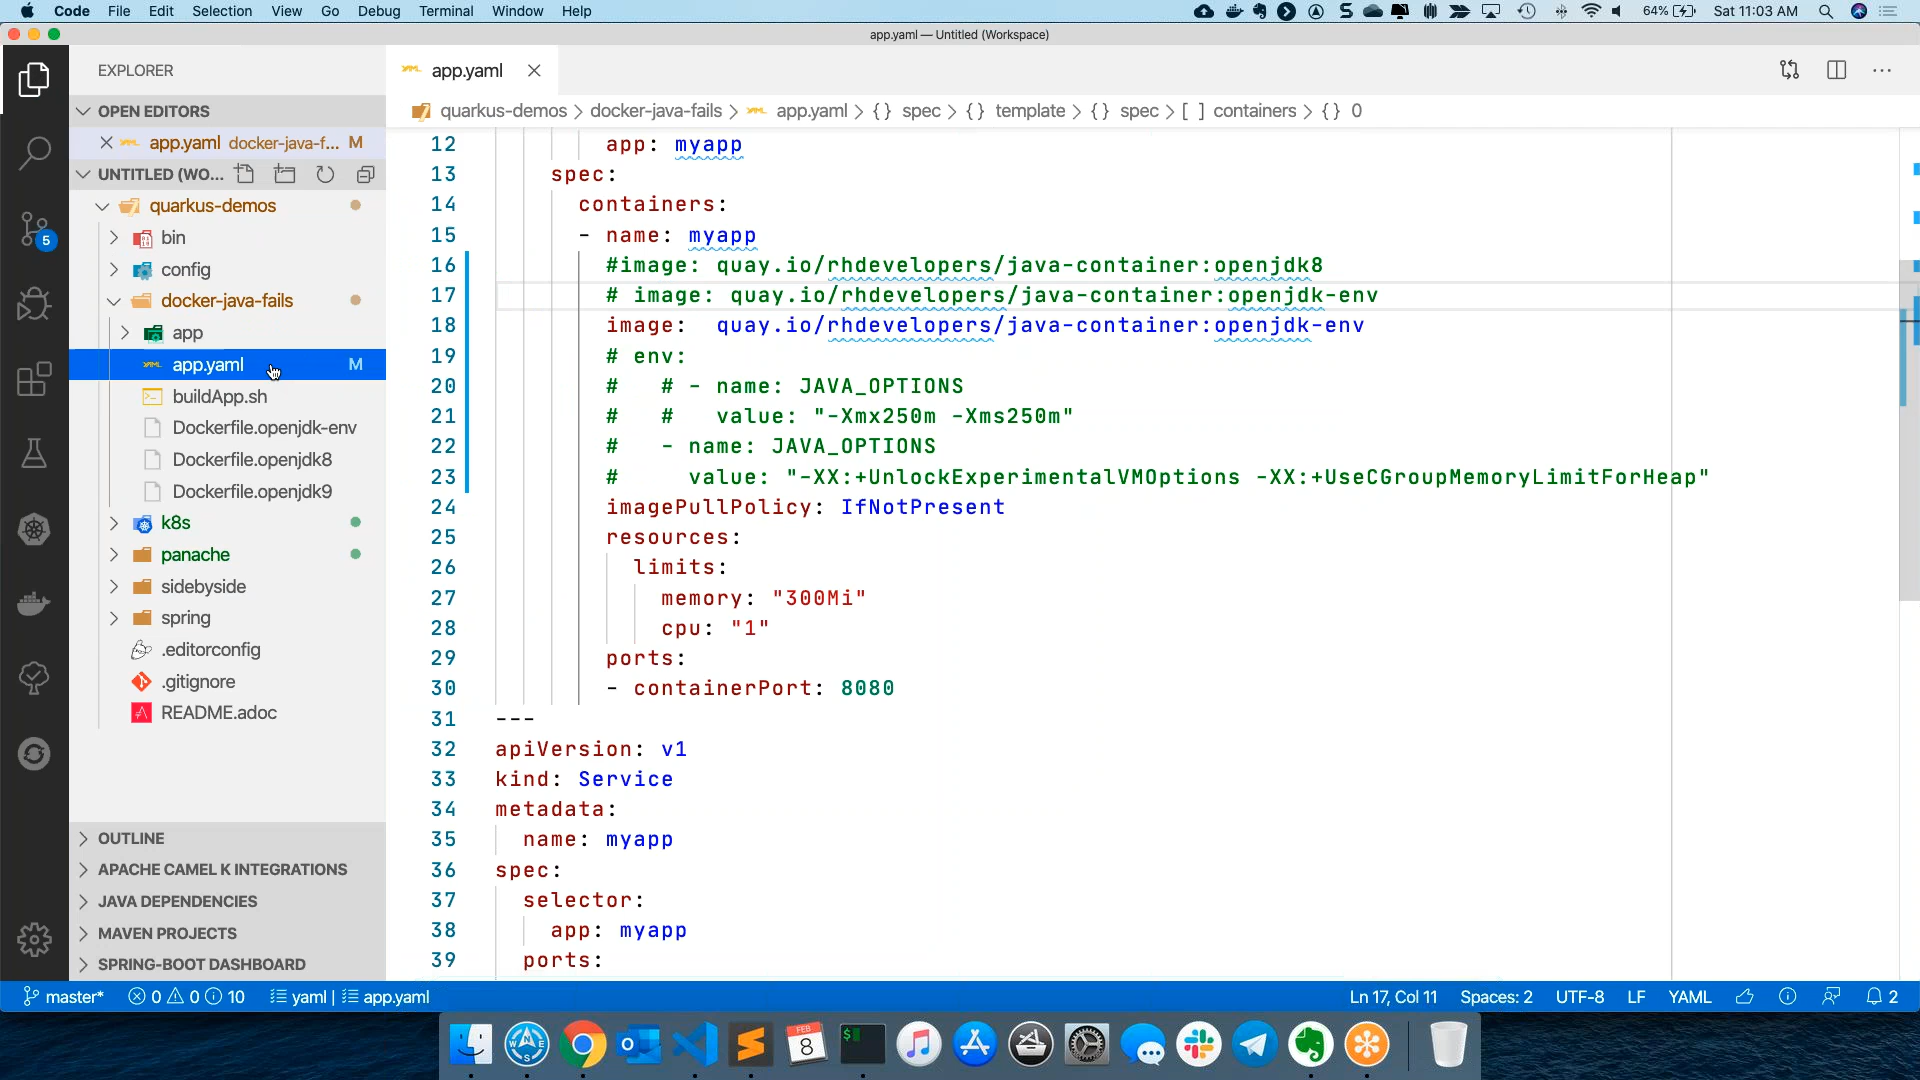 Code File Edit Selection View Go Debug Terminal Window Help 64% Sat 11:03 AM
app.yaml — Untitled (Workspace)
EXPLORER
OPEN EDITORS
app.yaml docker-java-f... M
UNTITLED (WO...
quarkus-demos
bin
config
docker-java-fails
app
app.yaml M
buildApp.sh
Dockerfile.openjdk-env
Dockerfile.openjdk8
Dockerfile.openjdk9
k8s
panache
sidebyside
spring
.editorconfig
.gitignore
README.adoc
OUTLINE
APACHE CAMEL K INTEGRATIONS
JAVA DEPENDENCIES
MAVEN PROJECTS
SPRING-BOOT DASHBOARD
5
app.yaml
quarkus-demos > docker-java-fails > app.yaml > {} spec > {} template > {} spec > [ ] containers > {} 0
12 app: myapp
13 spec:
14 containers:
15 - name: myapp
16 #image: quay.io/rhdevelopers/java-container:openjdk8
17 # image: quay.io/rhdevelopers/java-container:openjdk-env
18 image: quay.io/rhdevelopers/java-container:openjdk-env
19 # env:
20 # # - name: JAVA_OPTIONS
21 # # value: "-Xmx250m -Xms250m"
22 # - name: JAVA_OPTIONS
23 # value: "-XX:+UnlockExperimentalVMOptions -XX:+UseCGroupMemoryLimitForHeap"
24 imagePullPolicy: IfNotPresent
25 resources:
26 limits:
27 memory: "300Mi"
28 cpu: "1"
29 ports:
30 - containerPort: 8080
31 ---
32 apiVersion: v1
33 kind: Service
34 metadata:
35 name: myapp
36 spec:
37 selector:
38 app: myapp
39 ports:
master* 0 0 10 yaml | app.yaml Ln 17, Col 11 Spaces: 2 UTF-8 LF YAML 2
FEB
8